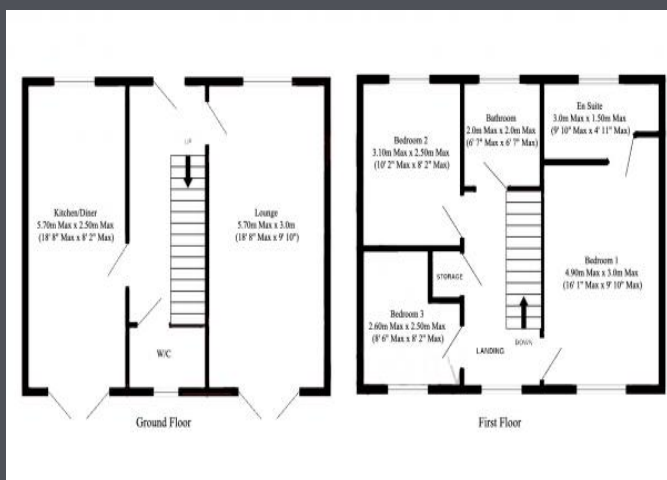 UP
Kitchen/Diner
5.70m Max x 2.50m Max
(18' 8" Max x 8' 2" Max)
Lounge
5.70m Max x 3.0m
(18' 8" Max x 9' 10")
W/C
Ground Floor
En Suite
3.0m Max x 1.50m Max
(9' 10" Max x 4' 11" Max)
Bathroom
2.0m Max x 2.0m Max
(6' 7" Max x 6' 7" Max)
Bedroom 2
3.10m Max x 2.50m Max
(10' 2" Max x 8' 2" Max)
Bedroom 1
4.90m Max x 3.0m Max
(16' 1" Max x 9' 10" Max)
STORAGE
Bedroom 3
2.60m Max x 2.50m Max
(8' 6" Max x 8' 2" Max)
DOWN
LANDING
First Floor